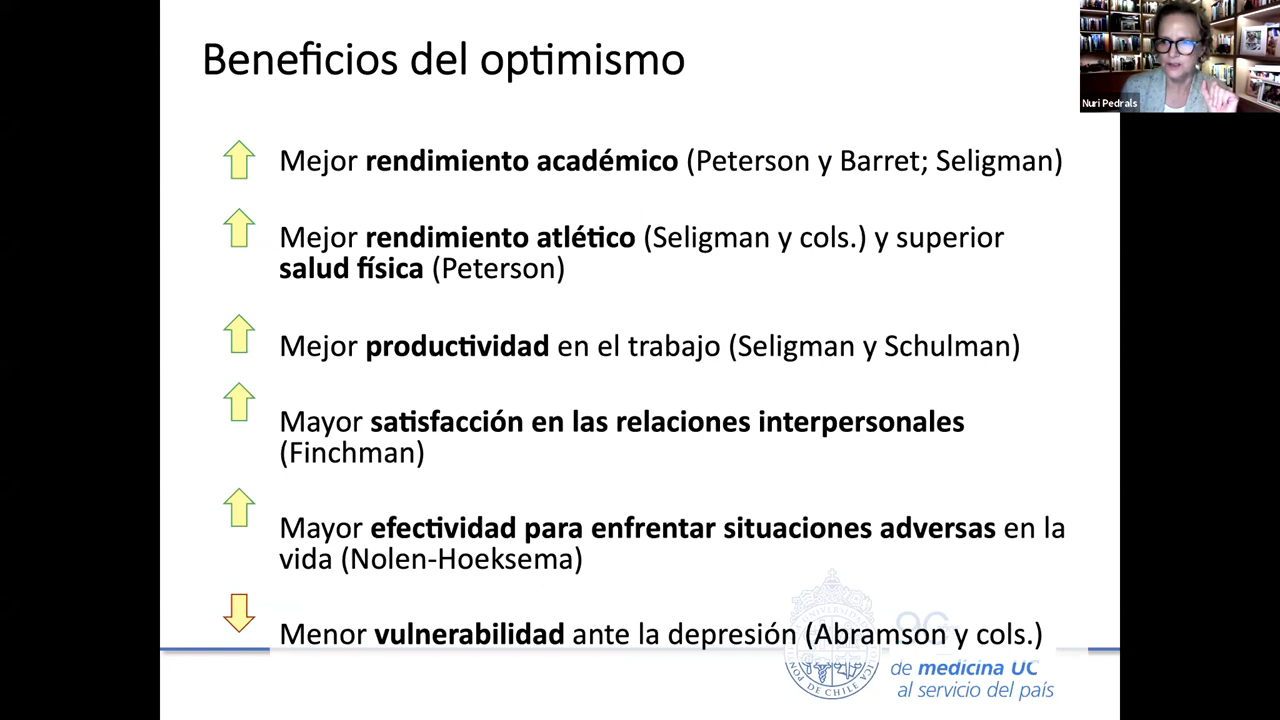 Beneficios del optimismo
Nuri Pedrals
Mejor rendimiento académico (Peterson y Barret; Seligman)
Mejor rendimiento atlético (Seligman y cols.) y superior
salud física (Peterson)
Mejor productividad en el trabajo (Seligman y Schulman)
Mayor satisfacción en las relaciones interpersonales
(Finchman)
Mayor efectividad para enfrentar situaciones adversas en la
vida (Nolen-Hoeksema)
Menor vulnerabilidad ante la depresión (Abramson y cols.)
de medicina UC
al servicio del país